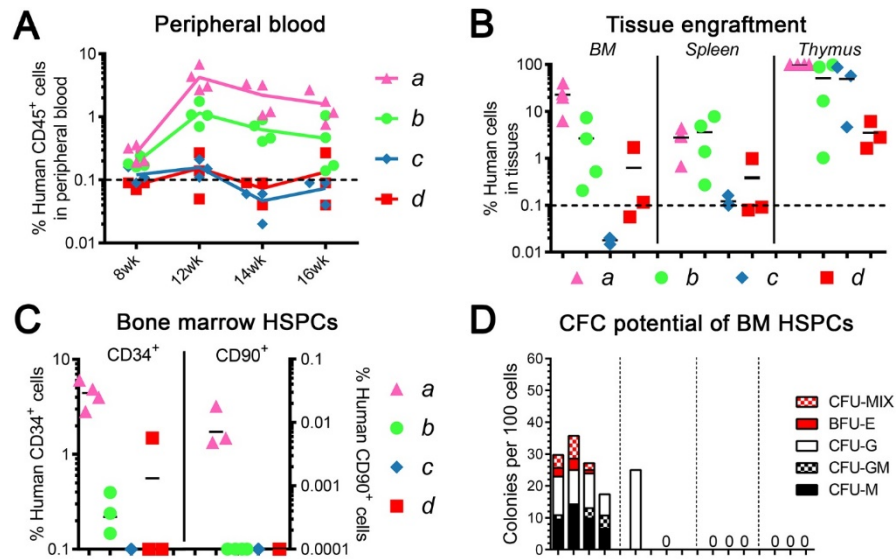 A
Peripheral blood
% Human CD45+ cells
in peripheral blood
10
1
0.1
0.01
8wk
12wk
14wk
16wk
a
b
c
d
B
Tissue engraftment
BM
Spleen
Thymus
% Human cells
in tissues
100
10
1
0.1
0.01
a
b
c
d
C
Bone marrow HSPCs
CD34+
CD90+
% Human CD34+ cells
10
1
0.1
0.1
0.01
0.001
0.0001
% Human CD90+ cells
a
b
c
d
D
CFC potential of BM HSPCs
Colonies per 100 cells
60
50
40
30
20
10
0
0
0 0 0
0 0 0
CFU-MIX
BFU-E
CFU-G
CFU-GM
CFU-M